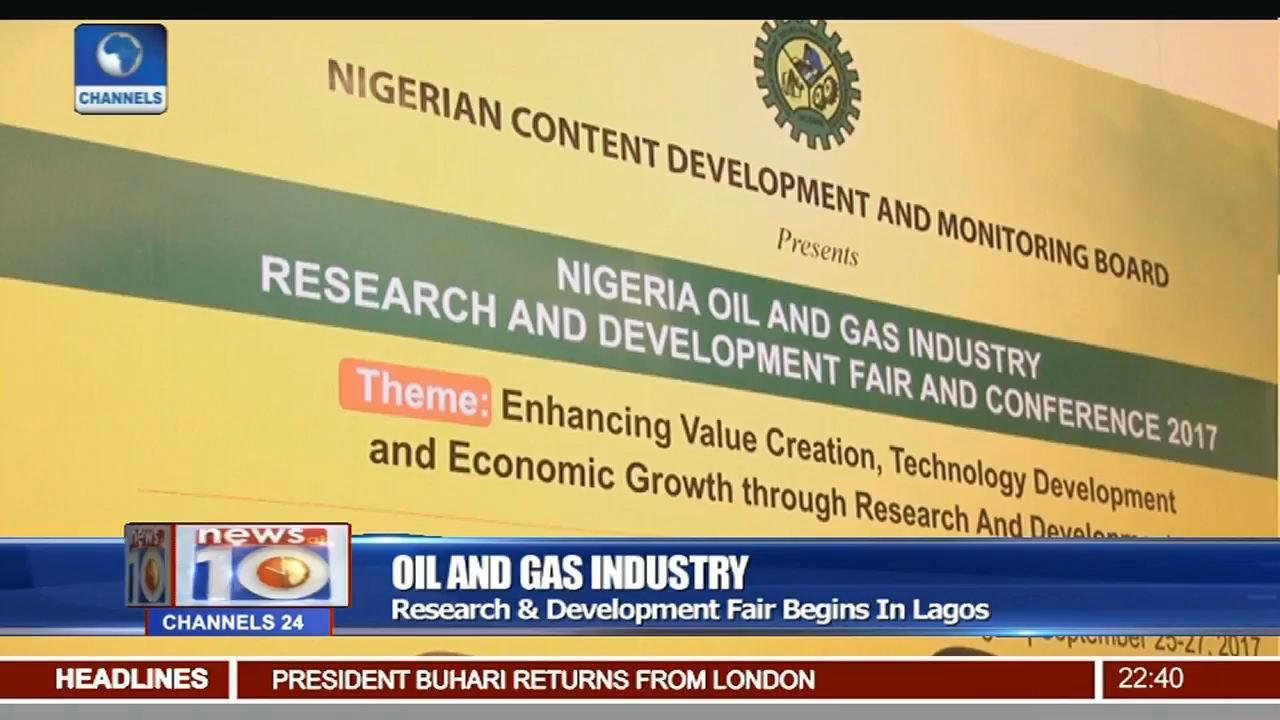 CHANNELS
NIGERIAN CONTENT DEVELOPMENT AND MONITORING BOARD
Presents
NIGERIA OIL AND GAS INDUSTRY
RESEARCH AND DEVELOPMENT FAIR AND CONFERENCE 2017
Theme: Enhancing Value Creation, Technology Development
and Economic Growth through Research And
September 25-27, 2017
news at
10
news
10
CHANNELS 24
OIL AND GAS INDUSTRY
Research & Development Fair Begins In Lagos
HEADLINES
PRESIDENT BUHARI RETURNS FROM LONDON
22:40